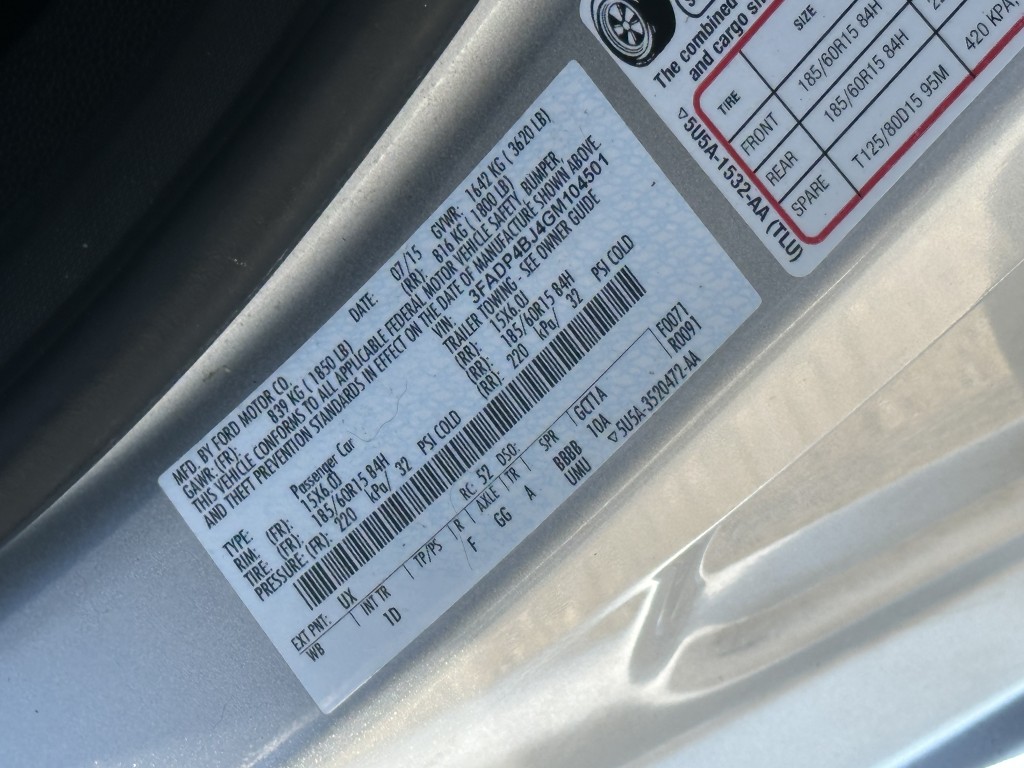 MFD. BY FORD MOTOR CO.
DATE: 07/15 GVWR: 1642 KG ( 3620 LB)
GAWR: (FR): 839 KG ( 1850 LB) (RR): 816 KG ( 1800 LB)
THIS VEHICLE CONFORMS TO ALL APPLICABLE FEDERAL MOTOR VEHICLE SAFETY, BUMPER,
AND THEFT PREVENTION STANDARDS IN EFFECT ON THE DATE OF MANUFACTURE SHOWN ABOVE
VIN: 3FADP4BJ4GM104501
TYPE: Passenger Car TRAILER TOWING - SEE OWNER GUIDE
RIM: (FR): 15X6.0J (RR): 15X6.0J
TIRE: (FR): 185/60R15 84H (RR): 185/60R15 84H
PRESSURE: (FR): 220 kPa/ 32 PSI COLD (RR): 220 kPa/ 32 PSI COLD
EXT PNT: UX RC: 52 DSO: F0071
WB INT TR TP/PS R AXLE TR SPR GC11A R0091
1D F GG A BBBB 10A
UMU ▽5U5A-3520472-AA
The combined
and cargo sh
TIRE SIZE
FRONT 185/60R15 84H
REAR 185/60R15 84H
SPARE T125/80D15 95M 420 KPA,
▽5U5A-1532-AA (TLU)